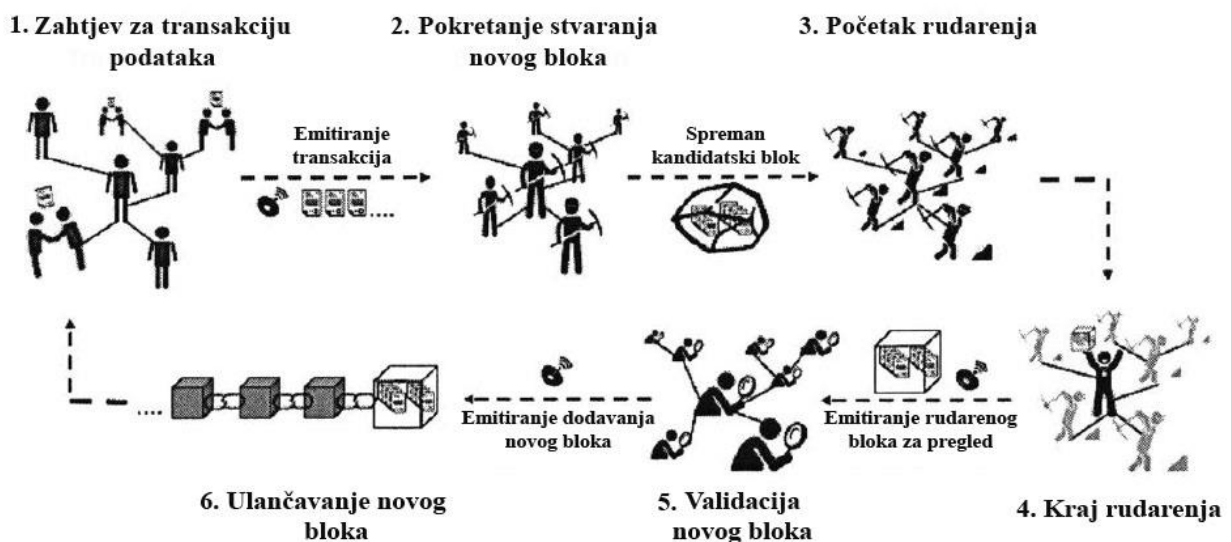 1. Zahtjev za transakciju
podataka
2. Pokretanje stvaranja
novog bloka
3. Početak rudarenja
Emitiranje
transakcija
....
Spreman
kandidatski blok
....
Emitiranje dodavanja
novog bloka
Emitiranje rudarenog
bloka za pregled
6. Ulančavanje novog
bloka
5. Validacija
novog bloka
4. Kraj rudarenja